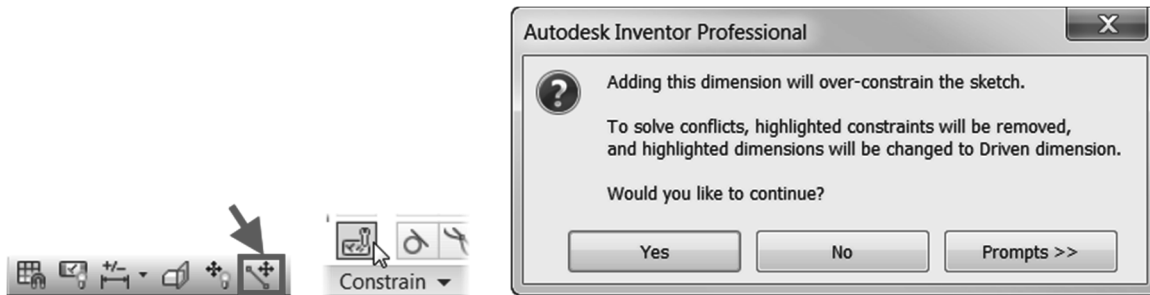 Autodesk Inventor Professional
Adding this dimension will over-constrain the sketch.
To solve conflicts, highlighted constraints will be removed,
and highlighted dimensions will be changed to Driven dimension.
Would you like to continue?
Yes
No
Prompts >>
+/-
Constrain